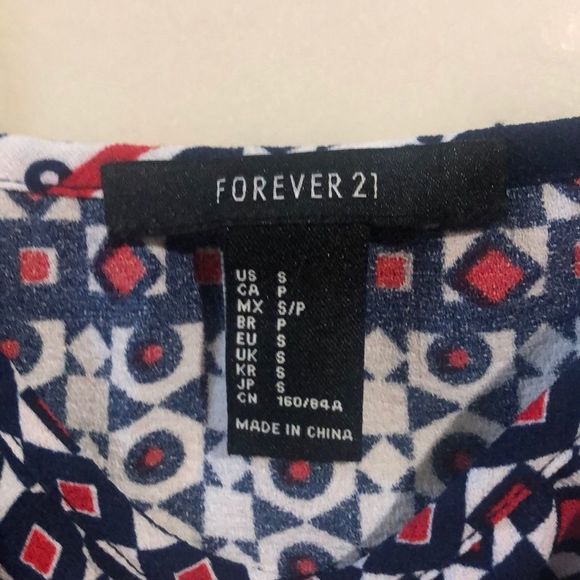 FOREVER 21
US S
CA P
MX S/P
BR P
EU S
UK S
KR S
JP S
CN 160/84A
MADE IN CHINA